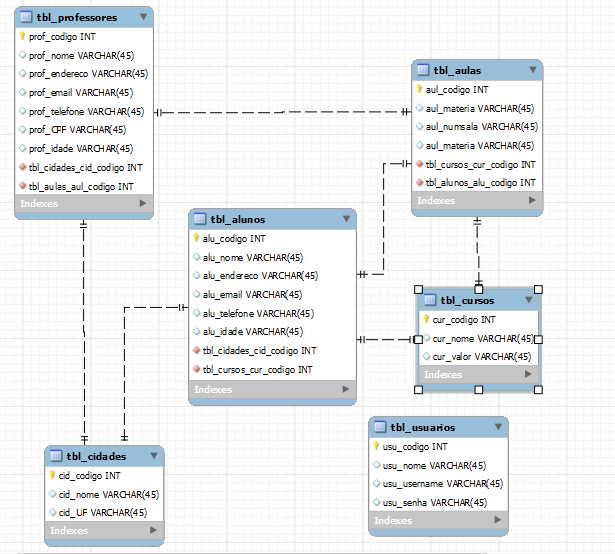 tbl_professores
prof_codigo INT
prof_nome VARCHAR(45)
prof_endereco VARCHAR(45)
prof_email VARCHAR(45)
prof_telefone VARCHAR(45)
prof_CPF VARCHAR(45)
prof_idade VARCHAR(45)
tbl_cidades_cid_codigo INT
tbl_aulas_aul_codigo INT
Indexes
tbl_aulas
aul_codigo INT
aul_materia VARCHAR(45)
aul_numsala VARCHAR(45)
aul_materia VARCHAR(45)
tbl_cursos_cur_codigo INT
tbl_alunos_alu_codigo INT
Indexes
tbl_alunos
alu_codigo INT
alu_nome VARCHAR(45)
alu_endereco VARCHAR(45)
alu_email VARCHAR(45)
alu_telefone VARCHAR(45)
alu_idade VARCHAR(45)
tbl_cidades_cid_codigo INT
tbl_cursos_cur_codigo INT
Indexes
tbl_cursos
cur_codigo INT
cur_nome VARCHAR(45)
cur_valor VARCHAR(45)
Indexes
tbl_cidades
cid_codigo INT
cid_nome VARCHAR(45)
cid_UF VARCHAR(45)
Indexes
tbl_usuarios
usu_codigo INT
usu_nome VARCHAR(45)
usu_username VARCHAR(45)
usu_senha VARCHAR(45)
Indexes